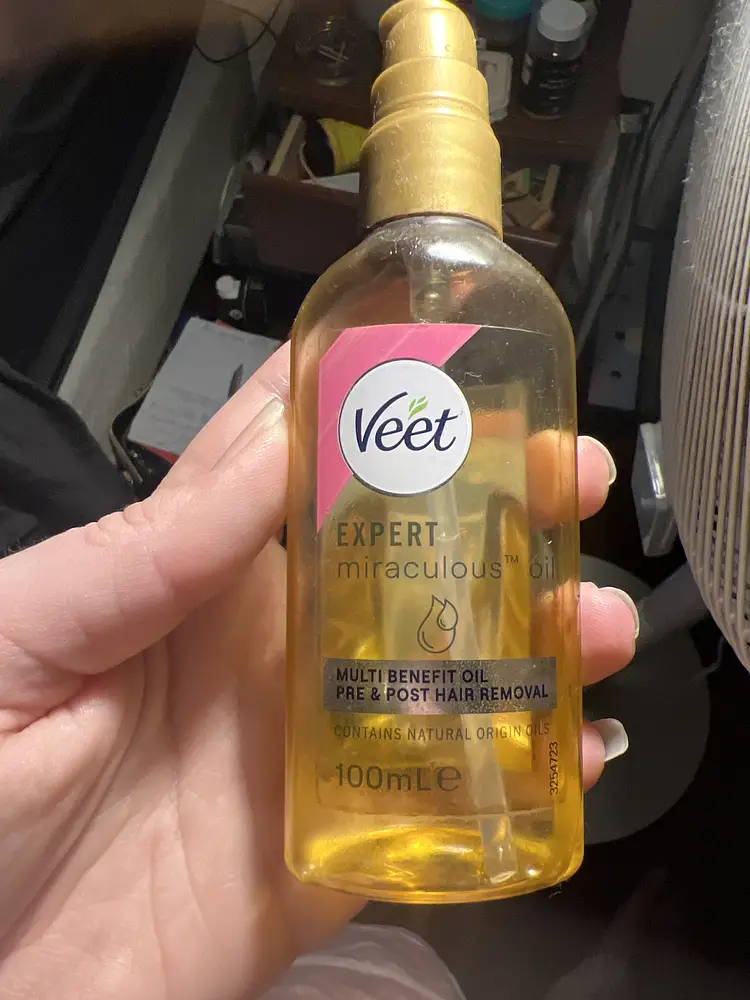 Veet
EXPERT
miraculous™ oil
MULTI BENEFIT OIL
PRE & POST HAIR REMOVAL
CONTAINS NATURAL ORIGIN OILS
100mL℮
3254723